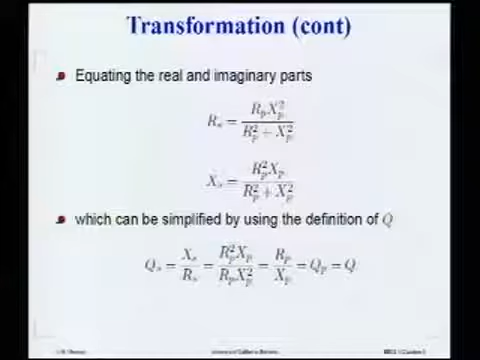 Transformation (cont)
Equating the real and imaginary parts
R_s = R_p X_p^2 / (R_p^2 + X_p^2)
X_s = R_p^2 X_p / (R_p^2 + X_p^2)
which can be simplified by using the definition of Q
Q_s = X_s / R_s = R_p^2 X_p / (R_p X_p^2) = R_p / X_p = Q_p = Q